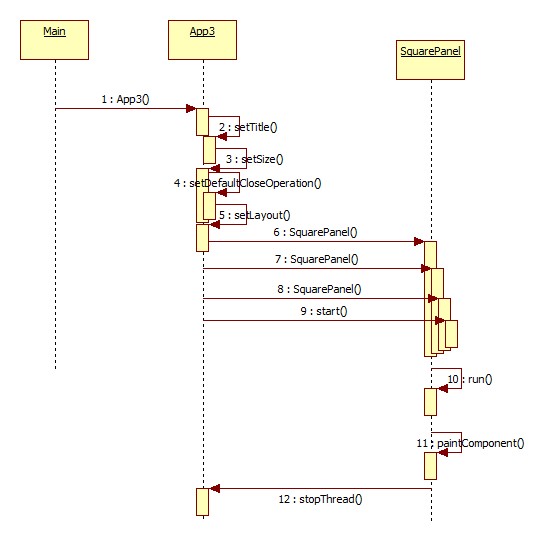 Main
App3
SquarePanel
1 : App3()
2 : setTitle()
3 : setSize()
4 : setDefaultCloseOperation()
5 : setLayout()
6 : SquarePanel()
7 : SquarePanel()
8 : SquarePanel()
9 : start()
10 : run()
11 : paintComponent()
12 : stopThread()